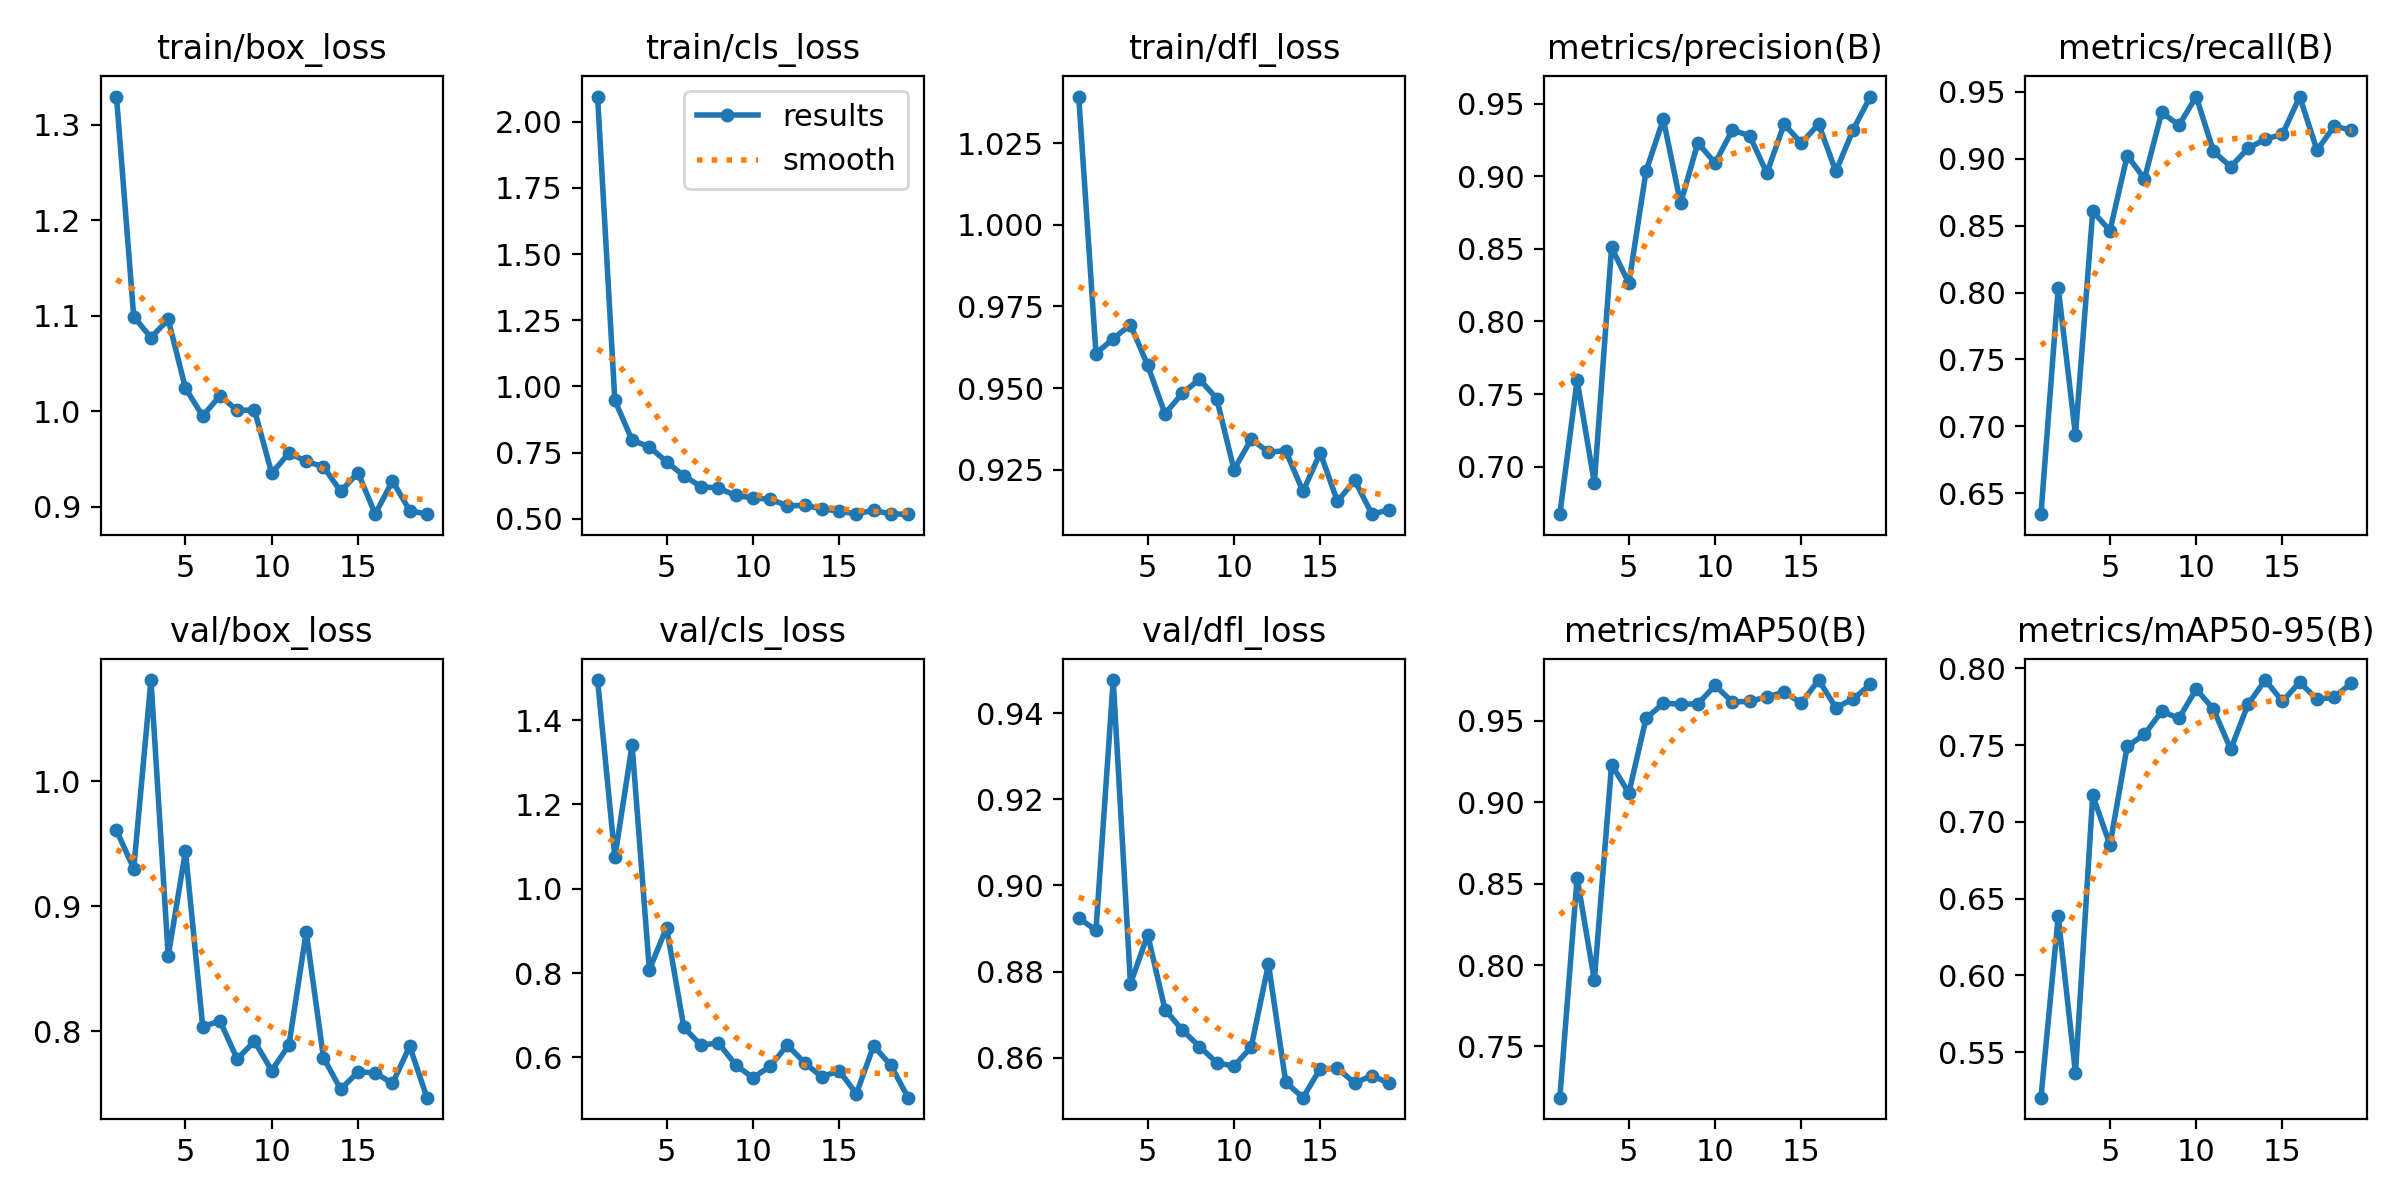 train/box_loss
1.3
1.2
1.1
1.0
0.9
5 10 15
train/cls_loss
results
smooth
2.00
1.75
1.50
1.25
1.00
0.75
0.50
5 10 15
train/dfl_loss
1.025
1.000
0.975
0.950
0.925
5 10 15
metrics/precision(B)
0.95
0.90
0.85
0.80
0.75
0.70
5 10 15
metrics/recall(B)
0.95
0.90
0.85
0.80
0.75
0.70
0.65
5 10 15
val/box_loss
1.0
0.9
0.8
5 10 15
val/cls_loss
1.4
1.2
1.0
0.8
0.6
5 10 15
val/dfl_loss
0.94
0.92
0.90
0.88
0.86
5 10 15
metrics/mAP50(B)
0.95
0.90
0.85
0.80
0.75
5 10 15
metrics/mAP50-95(B)
0.80
0.75
0.70
0.65
0.60
0.55
5 10 15